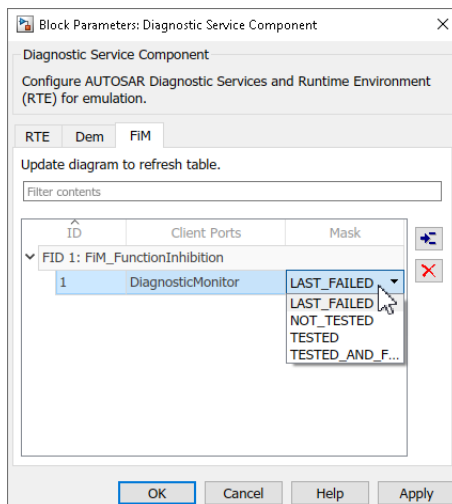 Block Parameters: Diagnostic Service Component
Diagnostic Service Component
Configure AUTOSAR Diagnostic Services and Runtime Environment
(RTE) for emulation.
RTE Dem FiM
Update diagram to refresh table.
Filter contents
ID Client Ports Mask
FID 1: FiM_FunctionInhibition
1 DiagnosticMonitor LAST_FAILED
LAST_FAILED
NOT_TESTED
TESTED
TESTED_AND_F...
OK Cancel Help Apply